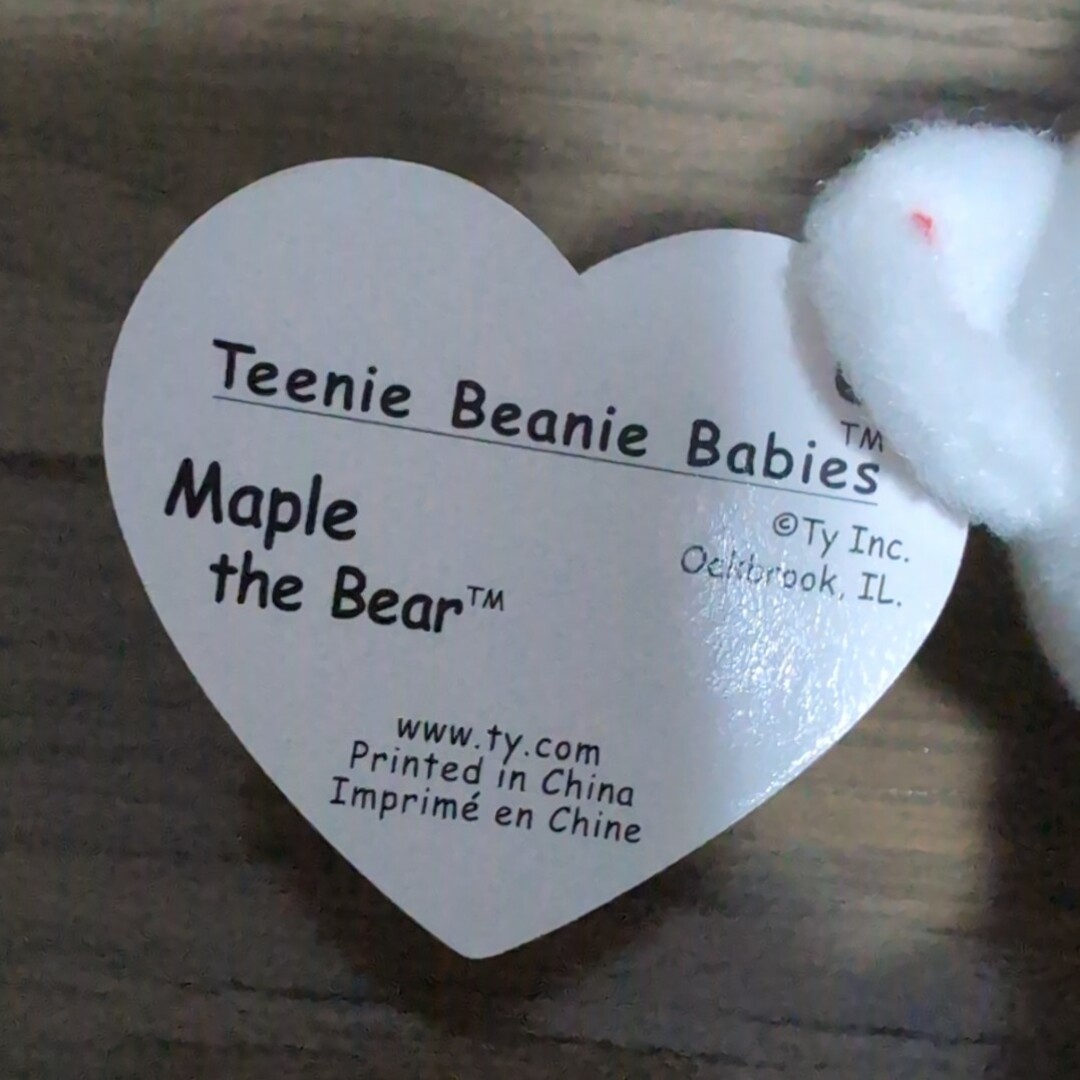 Teenie Beanie Babies™
Maple
the Bear™
©Ty Inc.
Oakbrook, IL.
www.ty.com
Printed in China
Imprimé en Chine